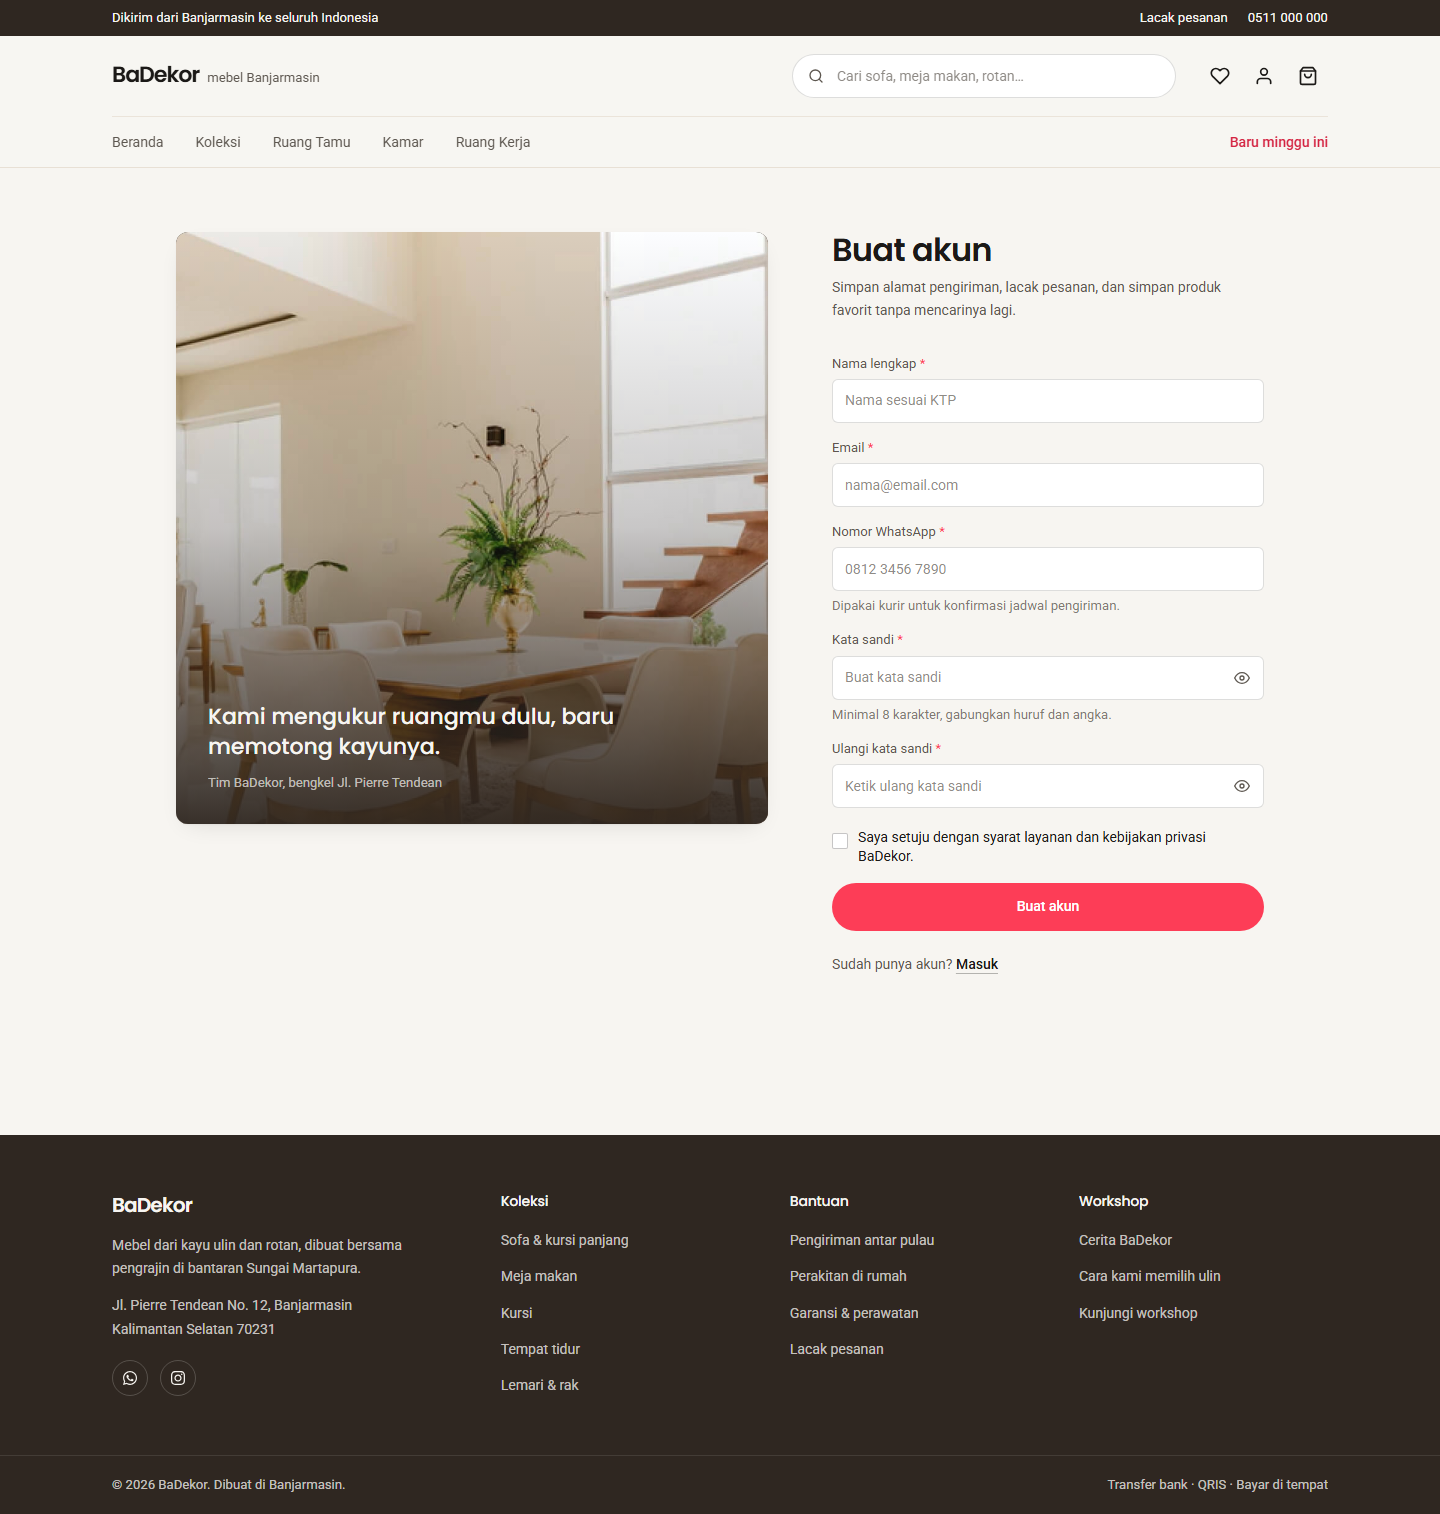 Dikirim dari Banjarmasin ke seluruh Indonesia
Lacak pesanan
0511 000 000
BaDekor
mebel Banjarmasin
Cari sofa, meja makan, rotan…
Beranda
Koleksi
Ruang Tamu
Kamar
Ruang Kerja
Baru minggu ini
Kami mengukur ruangmu dulu, baru
memotong kayunya.
Tim BaDekor, bengkel Jl. Pierre Tendean
Buat akun
Simpan alamat pengiriman, lacak pesanan, dan simpan produk
favorit tanpa mencarinya lagi.
Nama lengkap *
Nama sesuai KTP
Email *
nama@email.com
Nomor WhatsApp *
0812 3456 7890
Dipakai kurir untuk konfirmasi jadwal pengiriman.
Kata sandi *
Buat kata sandi
Minimal 8 karakter, gabungkan huruf dan angka.
Ulangi kata sandi *
Ketik ulang kata sandi
Saya setuju dengan syarat layanan dan kebijakan privasi
BaDekor.
Buat akun
Sudah punya akun? Masuk
BaDekor
Mebel dari kayu ulin dan rotan, dibuat bersama
pengrajin di bantaran Sungai Martapura.
Jl. Pierre Tendean No. 12, Banjarmasin
Kalimantan Selatan 70231
Koleksi
Sofa & kursi panjang
Meja makan
Kursi
Tempat tidur
Lemari & rak
Bantuan
Pengiriman antar pulau
Perakitan di rumah
Garansi & perawatan
Lacak pesanan
Workshop
Cerita BaDekor
Cara kami memilih ulin
Kunjungi workshop
© 2026 BaDekor. Dibuat di Banjarmasin.
Transfer bank · QRIS · Bayar di tempat